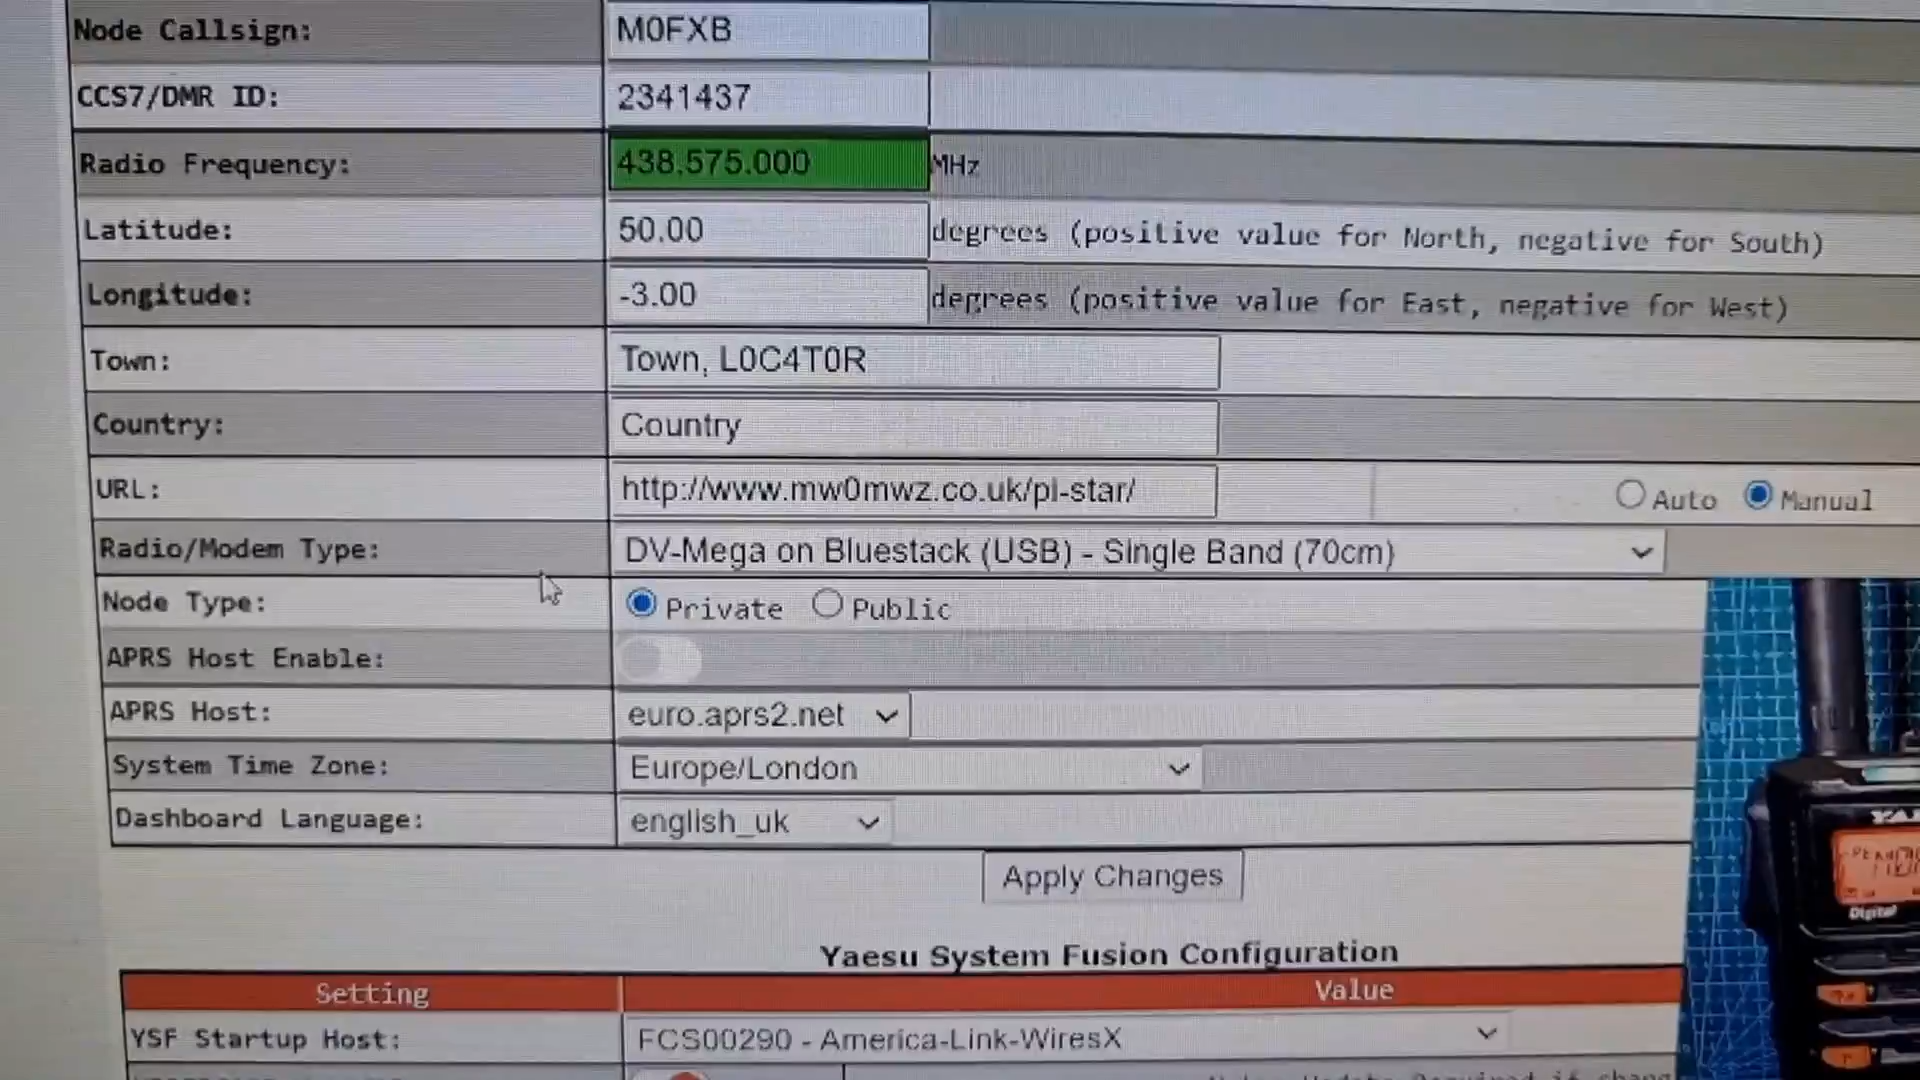 Node Callsign: M0FXB
CCS7/DMR ID: 2341437
Radio Frequency: 438.575.000 MHz
Latitude: 50.00 degrees (positive value for North, negative for South)
Longitude: -3.00 degrees (positive value for East, negative for West)
Town: Town, L0C4T0R
Country: Country
URL: http://www.mw0mwz.co.uk/pi-star/ Auto Manual
Radio/Modem Type: DV-Mega on Bluestack (USB) - Single Band (70cm)
Node Type: Private Public
APRS Host Enable:
APRS Host: euro.aprs2.net
System Time Zone: Europe/London
Dashboard Language: english_uk
Apply Changes
Yaesu System Fusion Configuration
Setting Value
YSF Startup Host: FCS00290 - America-Link-WiresX
Digital